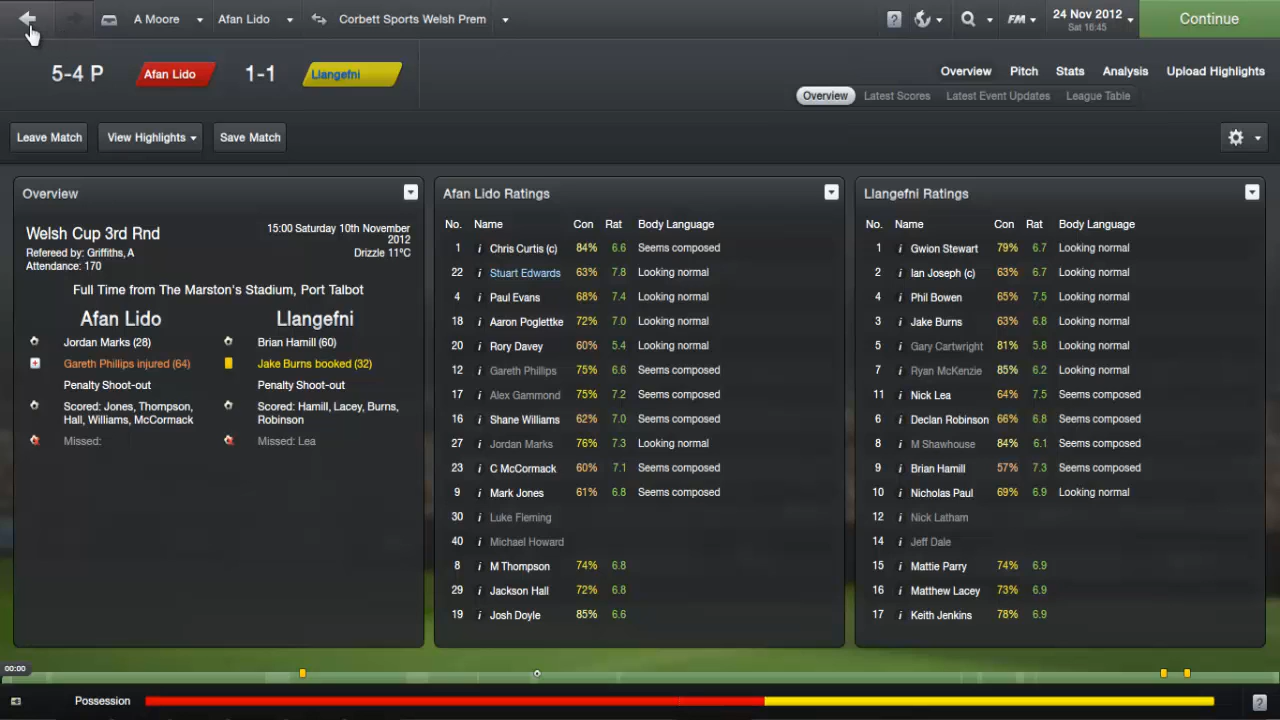 A Moore Afan Lido Corbett Sports Welsh Prem ? FM 24 Nov 2012 Continue
Sat 16:45
5-4 P Afan Lido 1-1 Llangefni Overview Pitch Stats Analysis Upload Highlights
Overview Latest Scores Latest Event Updates League Table
Leave Match View Highlights Save Match
Overview
Welsh Cup 3rd Rnd 15:00 Saturday 10th November
2012
Refereed by: Griffiths, A Drizzle 11°C
Attendance: 170
Full Time from The Marston's Stadium, Port Talbot
Afan Lido Llangefni
Jordan Marks (28) Brian Hamill (60)
Gareth Phillips injured (64) Jake Burns booked (32)
Penalty Shoot-out Penalty Shoot-out
Scored: Jones, Thompson, Scored: Hamill, Lacey, Burns,
Hall, Williams, McCormack Robinson
Missed: Missed: Lea
Afan Lido Ratings
No. Name Con Rat Body Language
1 i Chris Curtis (c) 84% 6.6 Seems composed
22 i Stuart Edwards 63% 7.8 Looking normal
4 i Paul Evans 68% 7.4 Looking normal
18 i Aaron Poglettke 72% 7.0 Looking normal
20 i Rory Davey 60% 5.4 Looking normal
12 i Gareth Phillips 75% 6.6 Seems composed
17 i Alex Gammond 75% 7.2 Seems composed
16 i Shane Williams 62% 7.0 Seems composed
27 i Jordan Marks 76% 7.3 Looking normal
23 i C McCormack 60% 7.1 Seems composed
9 i Mark Jones 61% 6.8 Seems composed
30 i Luke Fleming
40 i Michael Howard
8 i M Thompson 74% 6.8
29 i Jackson Hall 72% 6.8
19 i Josh Doyle 85% 6.6
Llangefni Ratings
No. Name Con Rat Body Language
1 i Gwion Stewart 79% 6.7 Looking normal
2 i Ian Joseph (c) 63% 6.7 Looking normal
4 i Phil Bowen 65% 7.5 Looking normal
3 i Jake Burns 63% 6.8 Looking normal
5 i Gary Cartwright 81% 5.8 Looking normal
7 i Ryan McKenzie 85% 6.2 Looking normal
11 i Nick Lea 64% 7.5 Seems composed
6 i Declan Robinson 66% 6.8 Seems composed
8 i M Shawhouse 84% 6.1 Seems composed
9 i Brian Hamill 57% 7.3 Seems composed
10 i Nicholas Paul 69% 6.9 Looking normal
12 i Nick Latham
14 i Jeff Dale
15 i Mattie Parry 74% 6.9
16 i Matthew Lacey 73% 6.9
17 i Keith Jenkins 78% 6.9
00:00
Possession ?